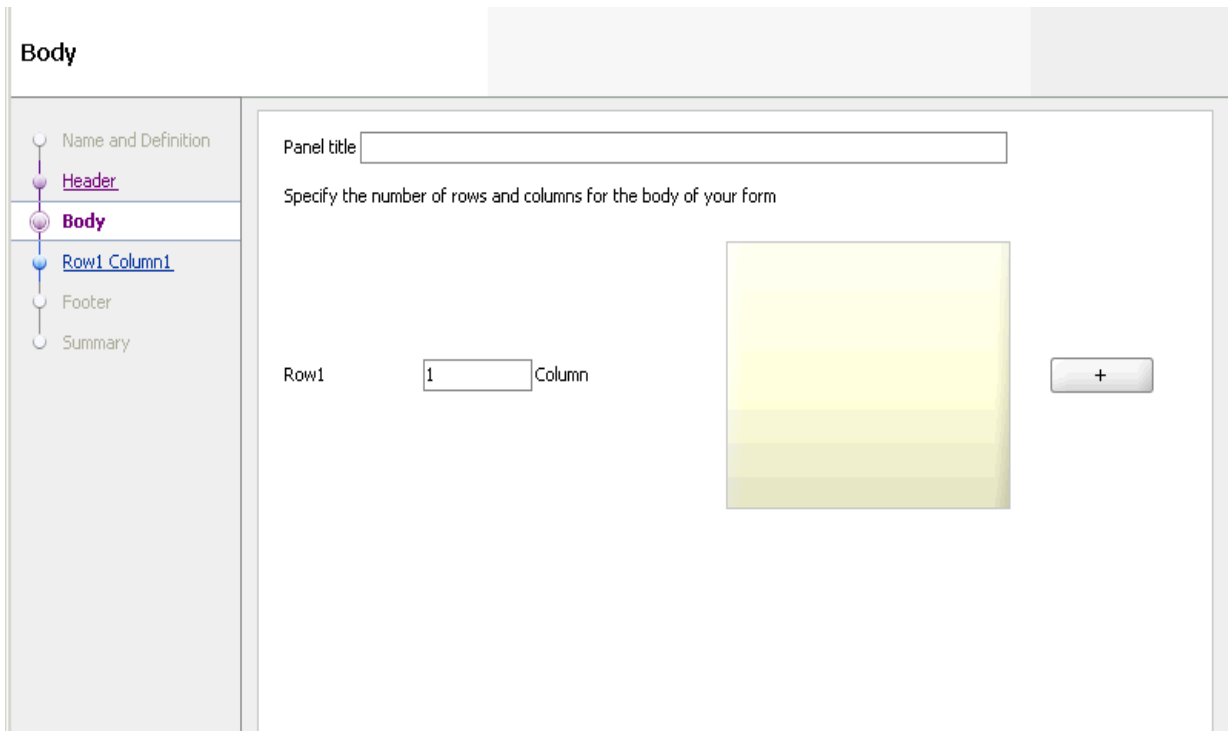 Body
Name and Definition
Header
Body
Row1 Column1
Footer
Summary
Panel title
Specify the number of rows and columns for the body of your form
Row1 1 Column +